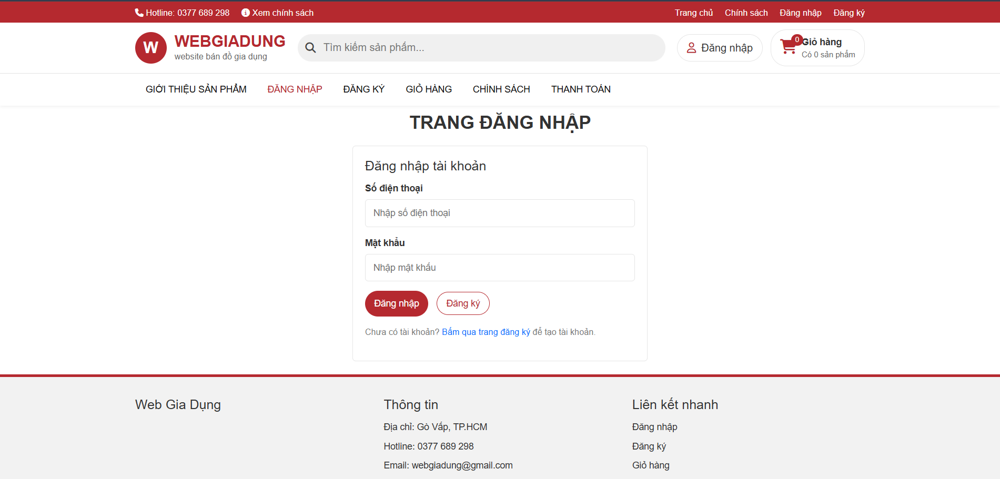 Hotline: 0377 689 298 Xem chính sách Trang chủ Chính sách Đăng nhập Đăng ký
W
WEBGIADUNG
website bán đồ gia dụng
Tìm kiếm sản phẩm...
Đăng nhập
0
Giỏ hàng
Có 0 sản phẩm
GIỚI THIỆU SẢN PHẨM ĐĂNG NHẬP ĐĂNG KÝ GIỎ HÀNG CHÍNH SÁCH THANH TOÁN
TRANG ĐĂNG NHẬP
Đăng nhập tài khoản
Số điện thoại
Nhập số điện thoại
Mật khẩu
Nhập mật khẩu
Đăng nhập Đăng ký
Chưa có tài khoản? Bấm qua trang đăng ký để tạo tài khoản.
Web Gia Dụng
Thông tin
Địa chỉ: Gò Vấp, TP.HCM
Hotline: 0377 689 298
Email: webgiadung@gmail.com
Liên kết nhanh
Đăng nhập
Đăng ký
Giỏ hàng